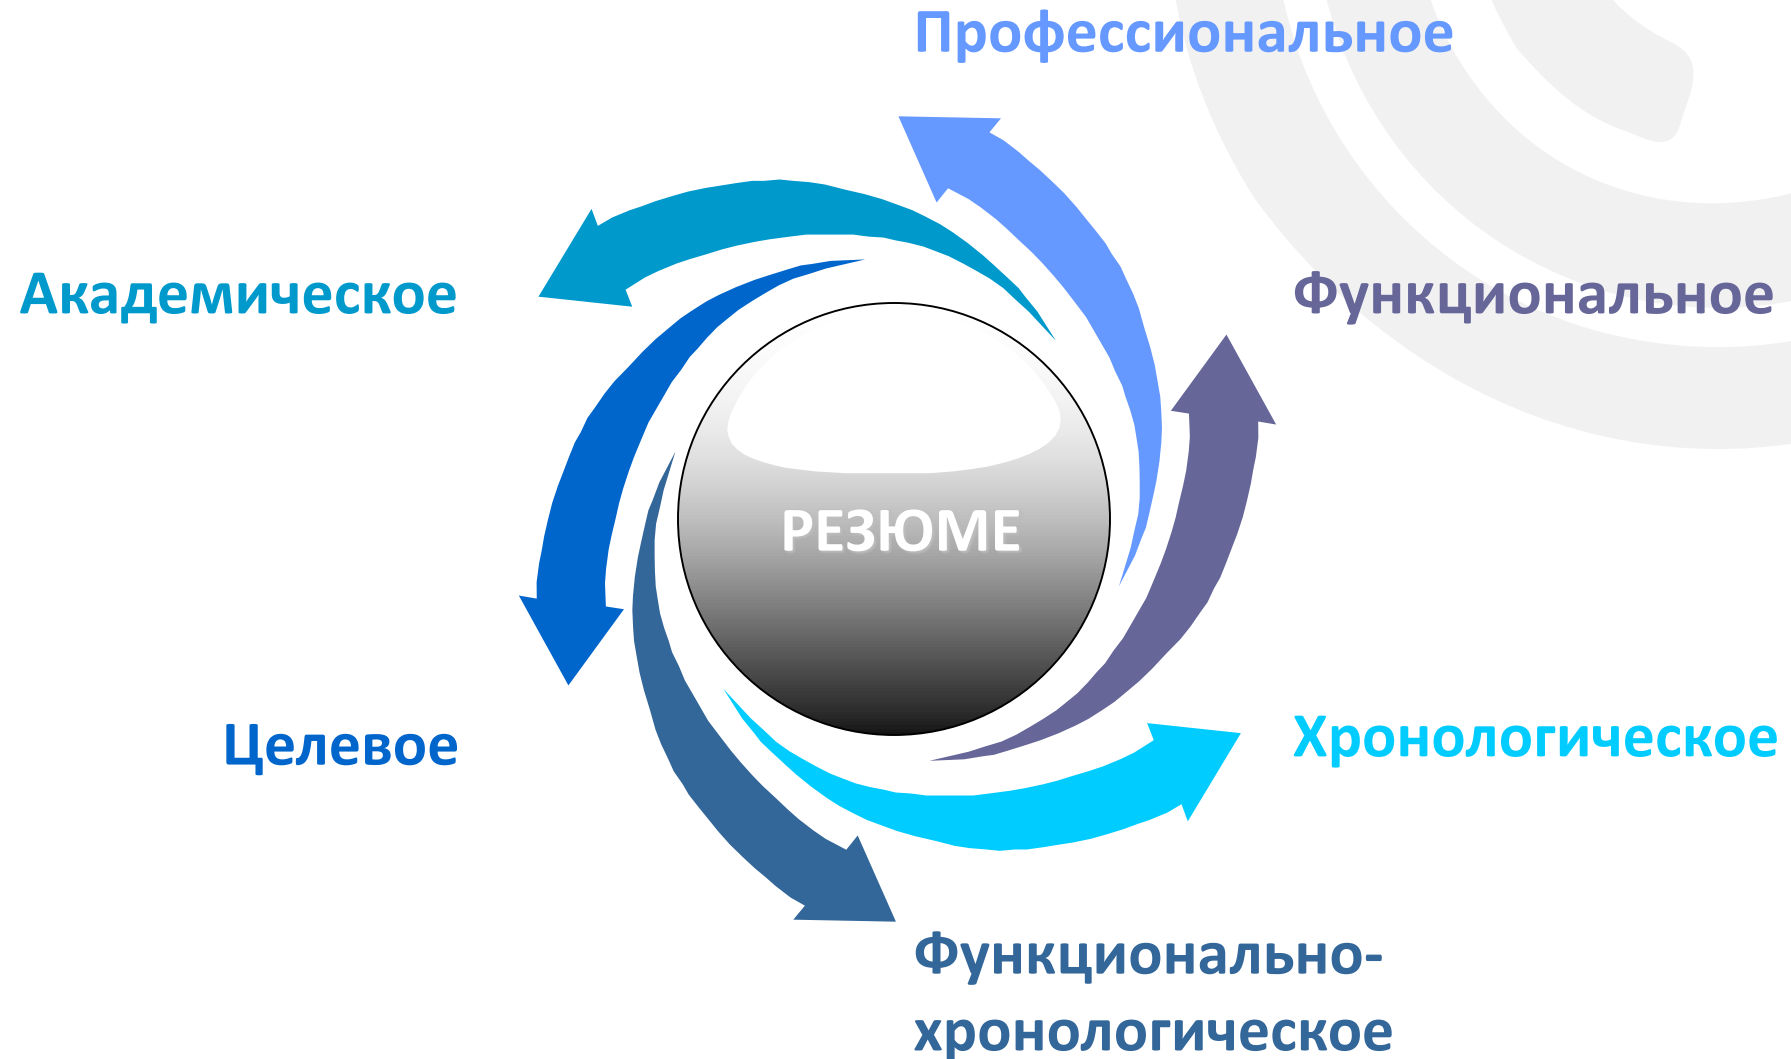 Профессиональное
Академическое
Функциональное
РЕЗЮМЕ
Целевое
Хронологическое
Функционально-
хронологическое